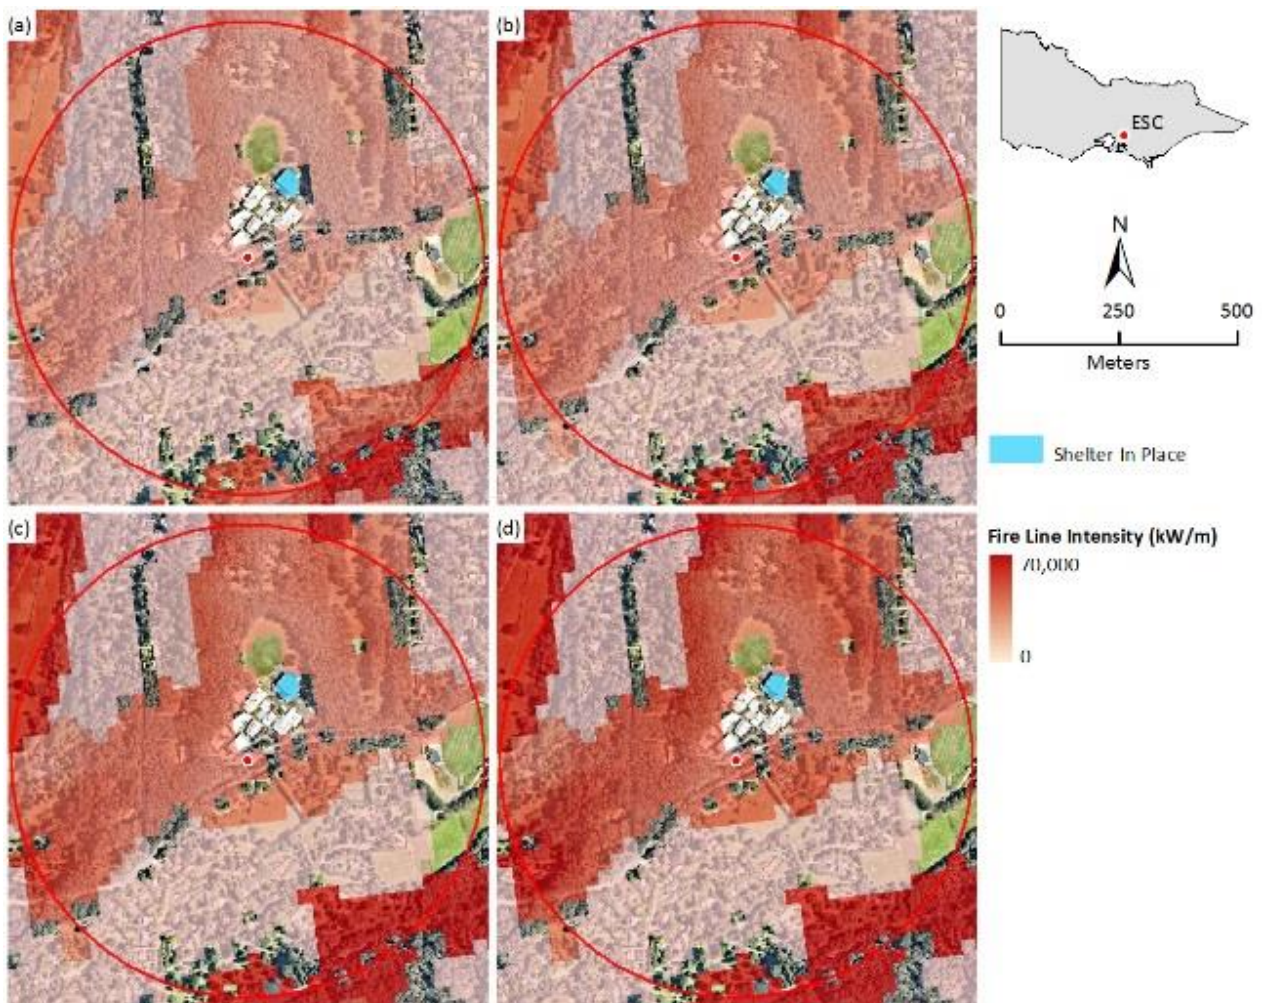 (a)
(b)
ESC
N
0 250 500
Meters
Shelter In Place
(c)
(d)
Fire Line Intensity (kW/m)
70,000
0